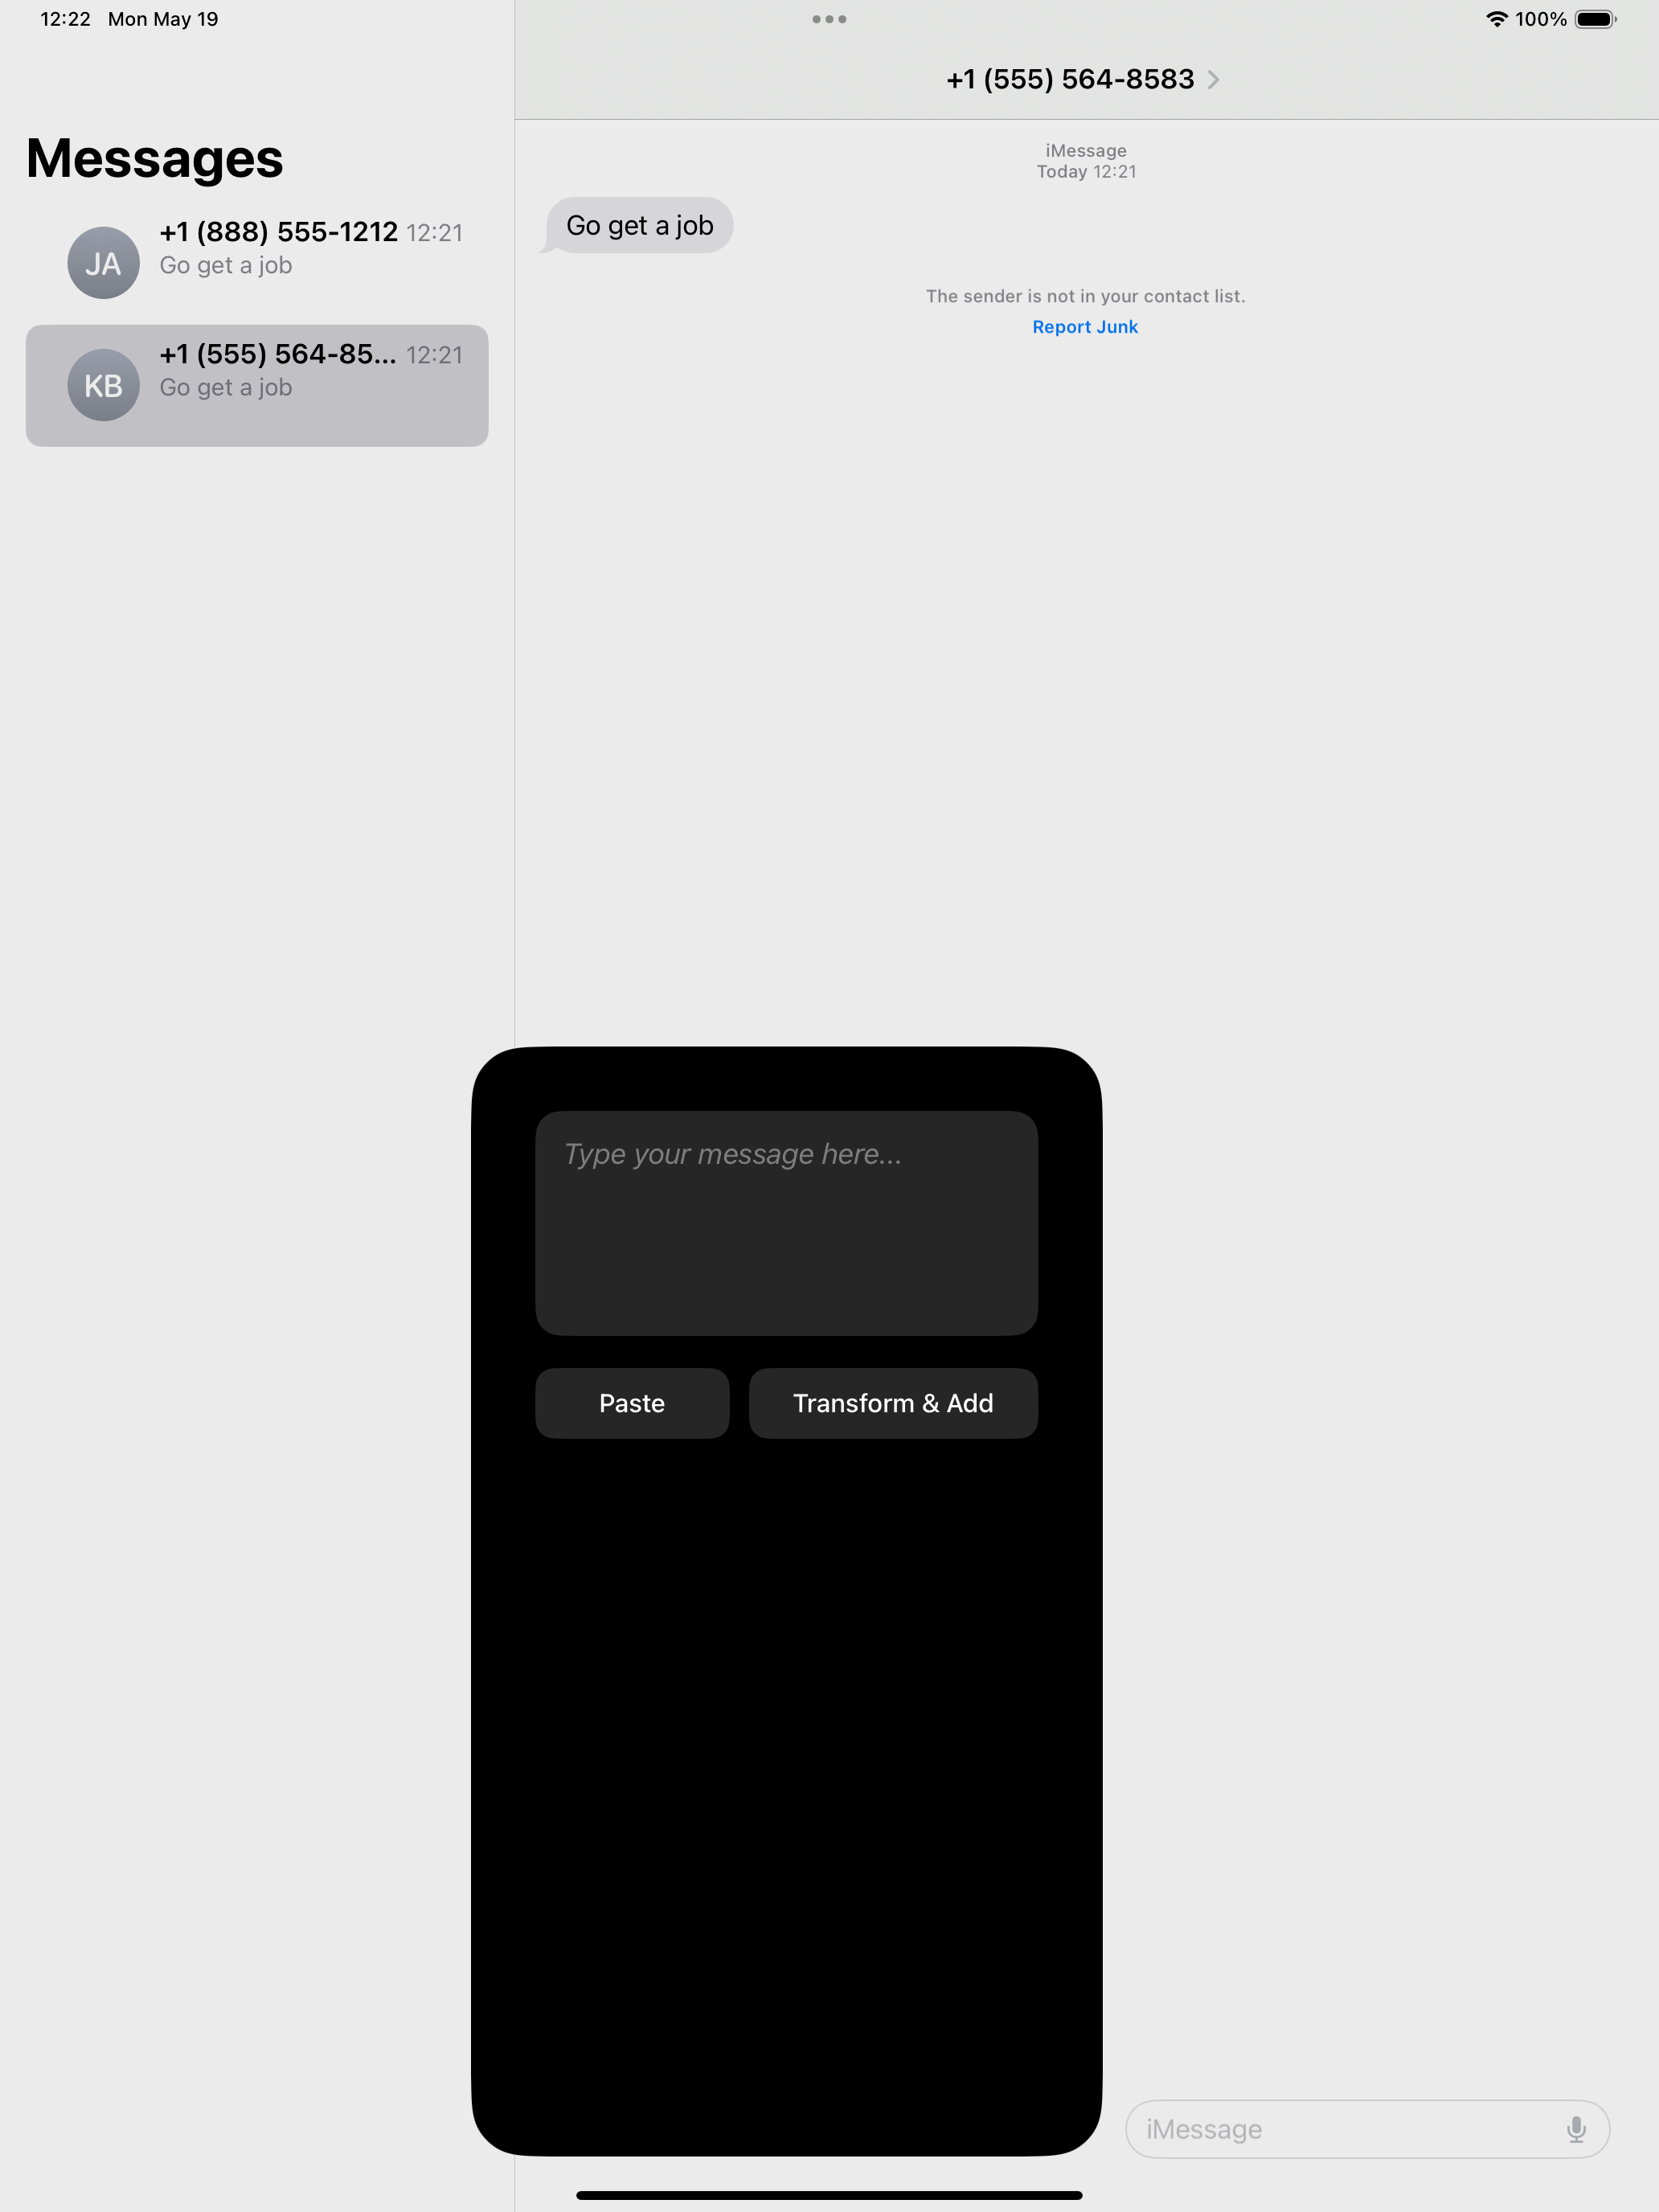 12:22 Mon May 19
100%
Messages
+1 (888) 555-1212 12:21
JA
Go get a job
+1 (555) 564-85... 12:21
KB
Go get a job
+1 (555) 564-8583
iMessage
Today 12:21
Go get a job
The sender is not in your contact list.
Report Junk
Type your message here...
Paste
Transform & Add
iMessage